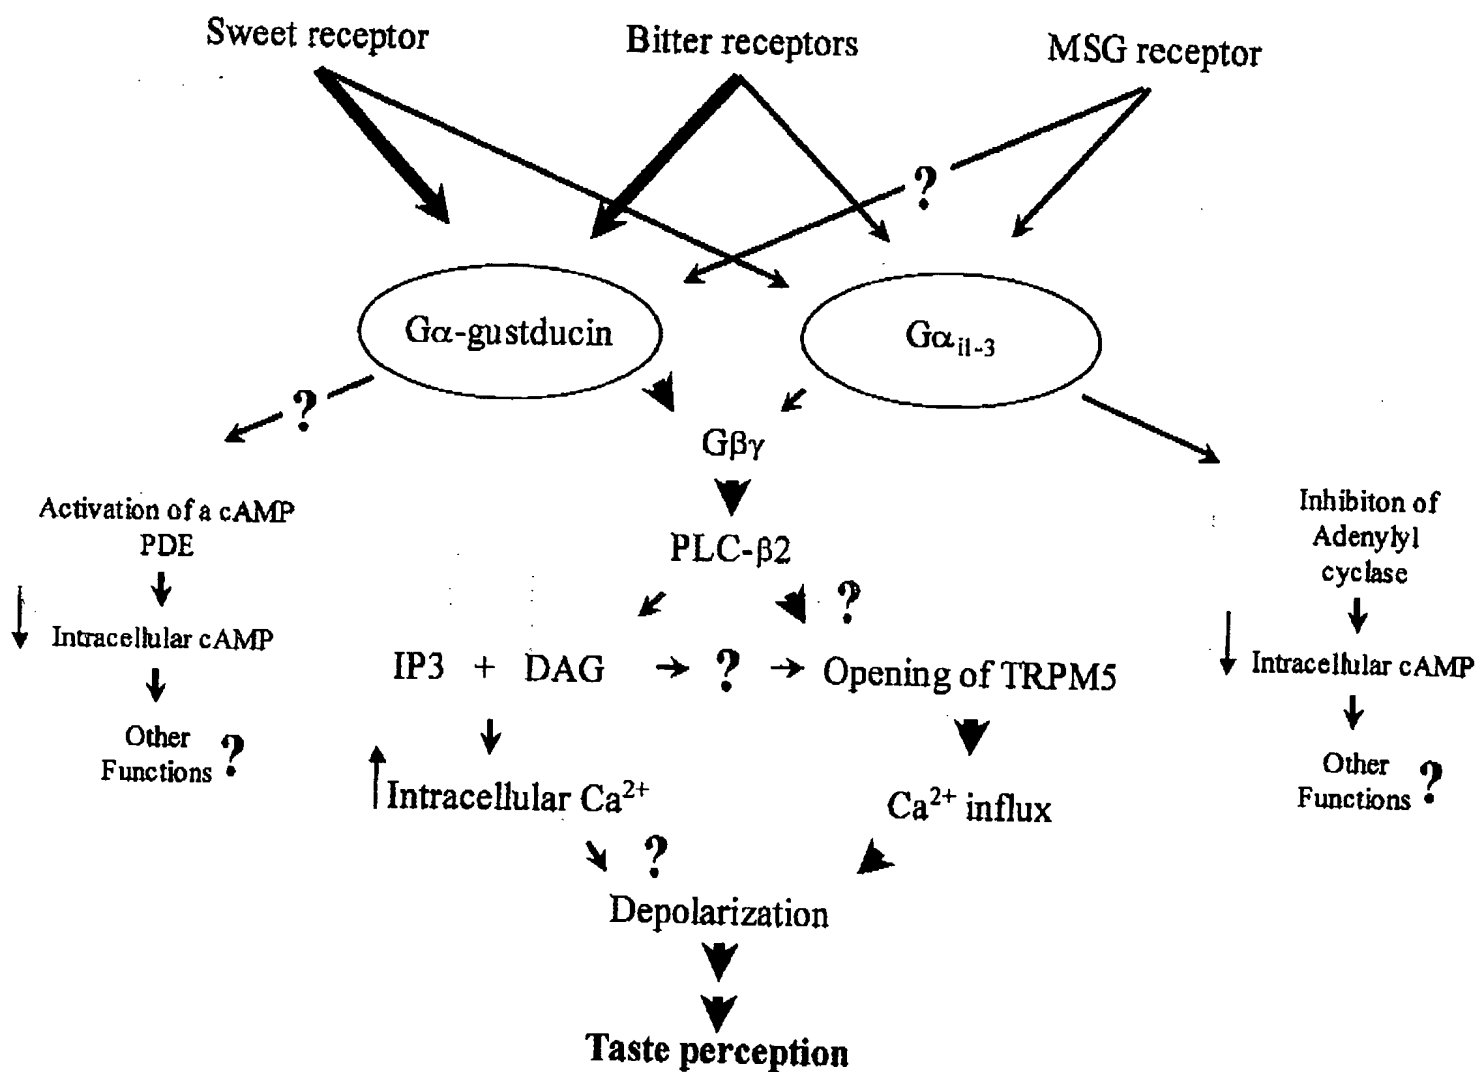 Sweet receptor
Bitter receptors
MSG receptor
?
Gα-gustducin
Gαi1-3
?
Gβγ
Activation of a cAMP
PDE
PLC-β2
Inhibiton of
Adenylyl
cyclase
?
Intracellular cAMP
IP3 + DAG
?
Opening of TRPM5
Intracellular cAMP
Other
Functions ?
Intracellular Ca2+
Ca2+ influx
Other
Functions ?
?
Depolarization
Taste perception